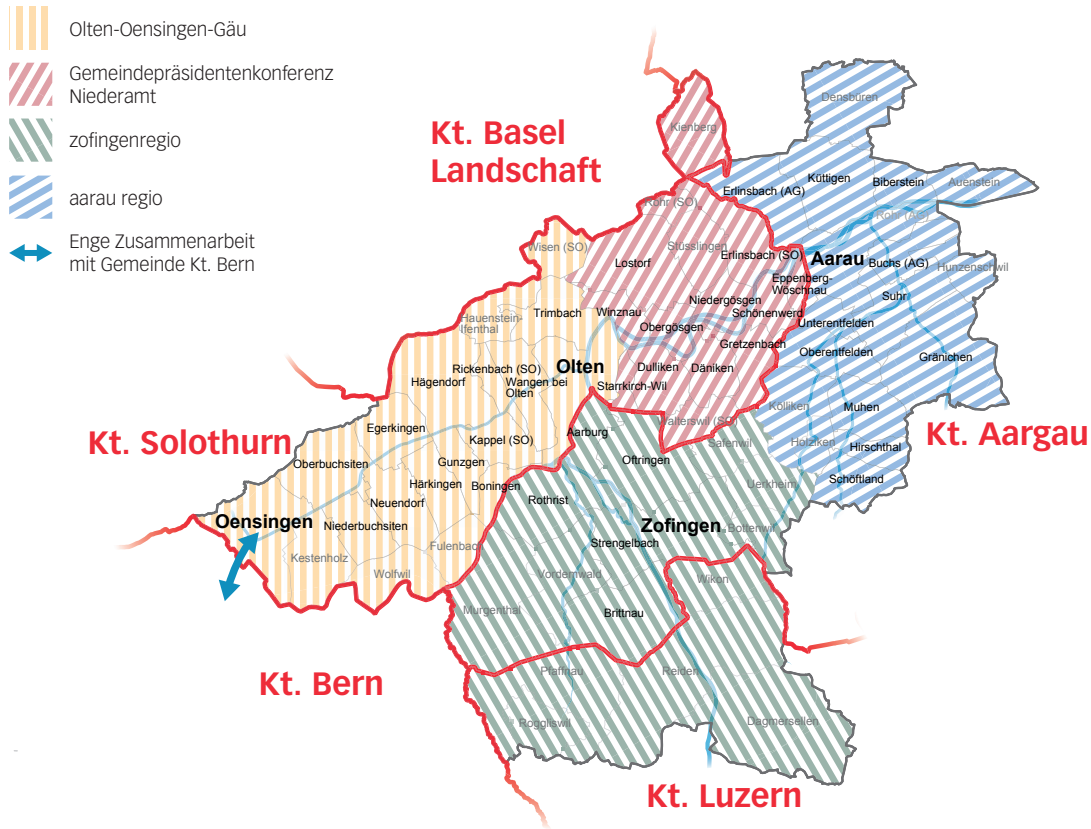 Olten-Oensingen-Gäu
Gemeindepräsidentenkonferenz
Niederamt
zofingenregio
aarau regio
Enge Zusammenarbeit
mit Gemeinde Kt. Bern
Kt. Basel
Landschaft
Kt. Solothurn
Kt. Bern
Kt. Luzern
Kt. Aargau
Densbüren
Kienberg
Küttigen
Biberstein
Auenstein
Erlinsbach (AG)
Rohr (SO)
Rohr (AG)
Wisen (SO)
Stüsslingen
Lostorf
Erlinsbach (SO)
Aarau
Buchs (AG)
Hunzenschwil
Eppenberg-
Wöschnau
Suhr
Niedergösgen
Schönenwerd
Trimbach
Winznau
Hauenstein-
Ifenthal
Obergösgen
Unterentfelden
Gretzenbach
Oberentfelden
Gränichen
Olten
Rickenbach (SO)
Dulliken
Däniken
Hägendorf
Wangen bei
Olten
Starrkirch-Wil
Kölliken
Muhen
Walterswil (SO)
Egerkingen
Aarburg
Kappel (SO)
Safenwil
Holziken
Hirschthal
Oftringen
Oberbuchsiten
Gunzgen
Schöftland
Härkingen
Boningen
Uerkheim
Neuendorf
Rothrist
Oensingen
Niederbuchsiten
Zofingen
Bottenwil
Strengelbach
Fulenbach
Kestenholz
Wolfwil
Vordemwald
Wikon
Murgenthal
Brittnau
Pfaffnau
Reiden
Roggliswil
Dagmersellen